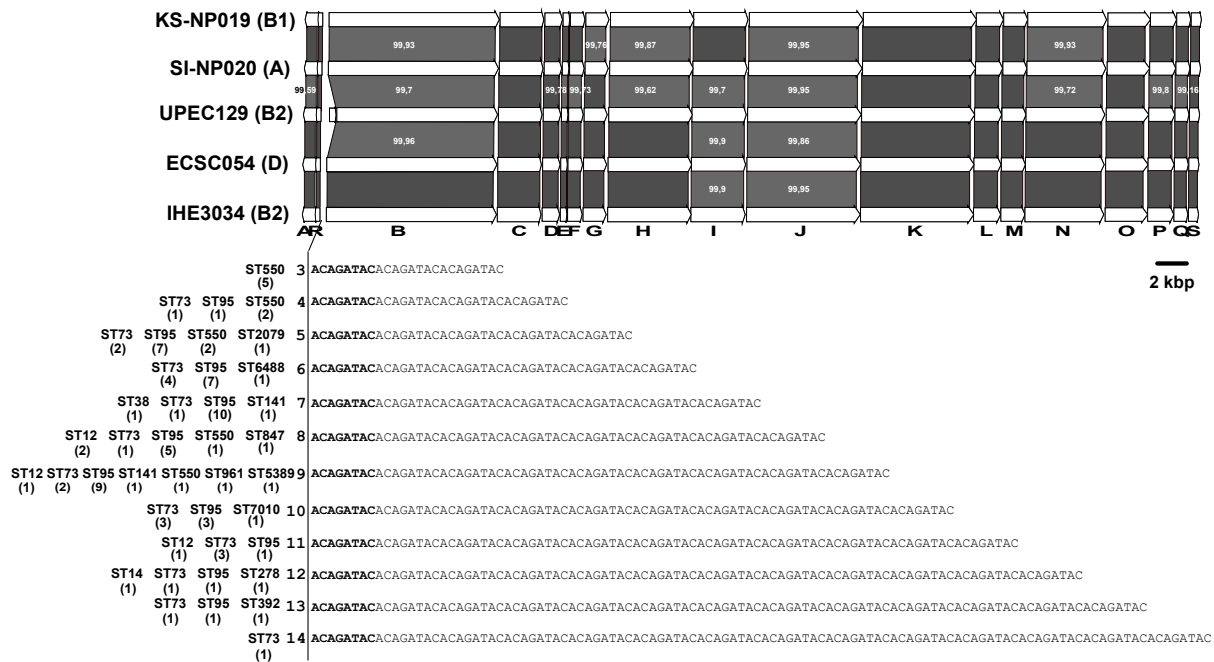 KS-NP019 (B1)
99,93 99,76 99,87 99,95 99,93
SI-NP020 (A)
99,59 99,7 99,78 99,73 99,62 99,7 99,95 99,72 99,8 99,16
UPEC129 (B2)
99,96 99,9 99,86
ECSC054 (D)
99,9 99,95
IHE3034 (B2)
A R B C D E F G H I J K L M N O P Q S
2 kbp
ST550 3 ACAGATACACAGATACACAGATAC
(5)
ST73 ST95 ST550 4 ACAGATACACAGATACACAGATACACAGATAC
(1) (1) (2)
ST73 ST95 ST550 ST2079 5 ACAGATACACAGATACACAGATACACAGATACACAGATAC
(2) (7) (2) (1)
ST73 ST95 ST6488 6 ACAGATACACAGATACACAGATACACAGATACACAGATACACAGATAC
(4) (7) (1)
ST38 ST73 ST95 ST141 7 ACAGATACACAGATACACAGATACACAGATACACAGATACACAGATACACAGATAC
(1) (1) (10) (1)
ST12 ST73 ST95 ST550 ST847 8 ACAGATACACAGATACACAGATACACAGATACACAGATACACAGATACACAGATACACAGATAC
(2) (1) (5) (1) (1)
ST12 ST73 ST95 ST141 ST550 ST961 ST5389 9 ACAGATACACAGATACACAGATACACAGATACACAGATACACAGATACACAGATACACAGATACACAGATAC
(1) (2) (9) (1) (1) (1) (1)
ST73 ST95 ST7010 10 ACAGATACACAGATACACAGATACACAGATACACAGATACACAGATACACAGATACACAGATACACAGATACACAGATAC
(3) (3) (1)
ST12 ST73 ST95 11 ACAGATACACAGATACACAGATACACAGATACACAGATACACAGATACACAGATACACAGATACACAGATACACAGATACACAGATAC
(1) (3) (1)
ST14 ST73 ST95 ST278 12 ACAGATACACAGATACACAGATACACAGATACACAGATACACAGATACACAGATACACAGATACACAGATACACAGATACACAGATACACAGATAC
(1) (1) (1) (1)
ST73 ST95 ST392 13 ACAGATACACAGATACACAGATACACAGATACACAGATACACAGATACACAGATACACAGATACACAGATACACAGATACACAGATACACAGATACACAGATAC
(1) (1) (1)
ST73 14 ACAGATACACAGATACACAGATACACAGATACACAGATACACAGATACACAGATACACAGATACACAGATACACAGATACACAGATACACAGATACACAGATACACAGATAC
(1)